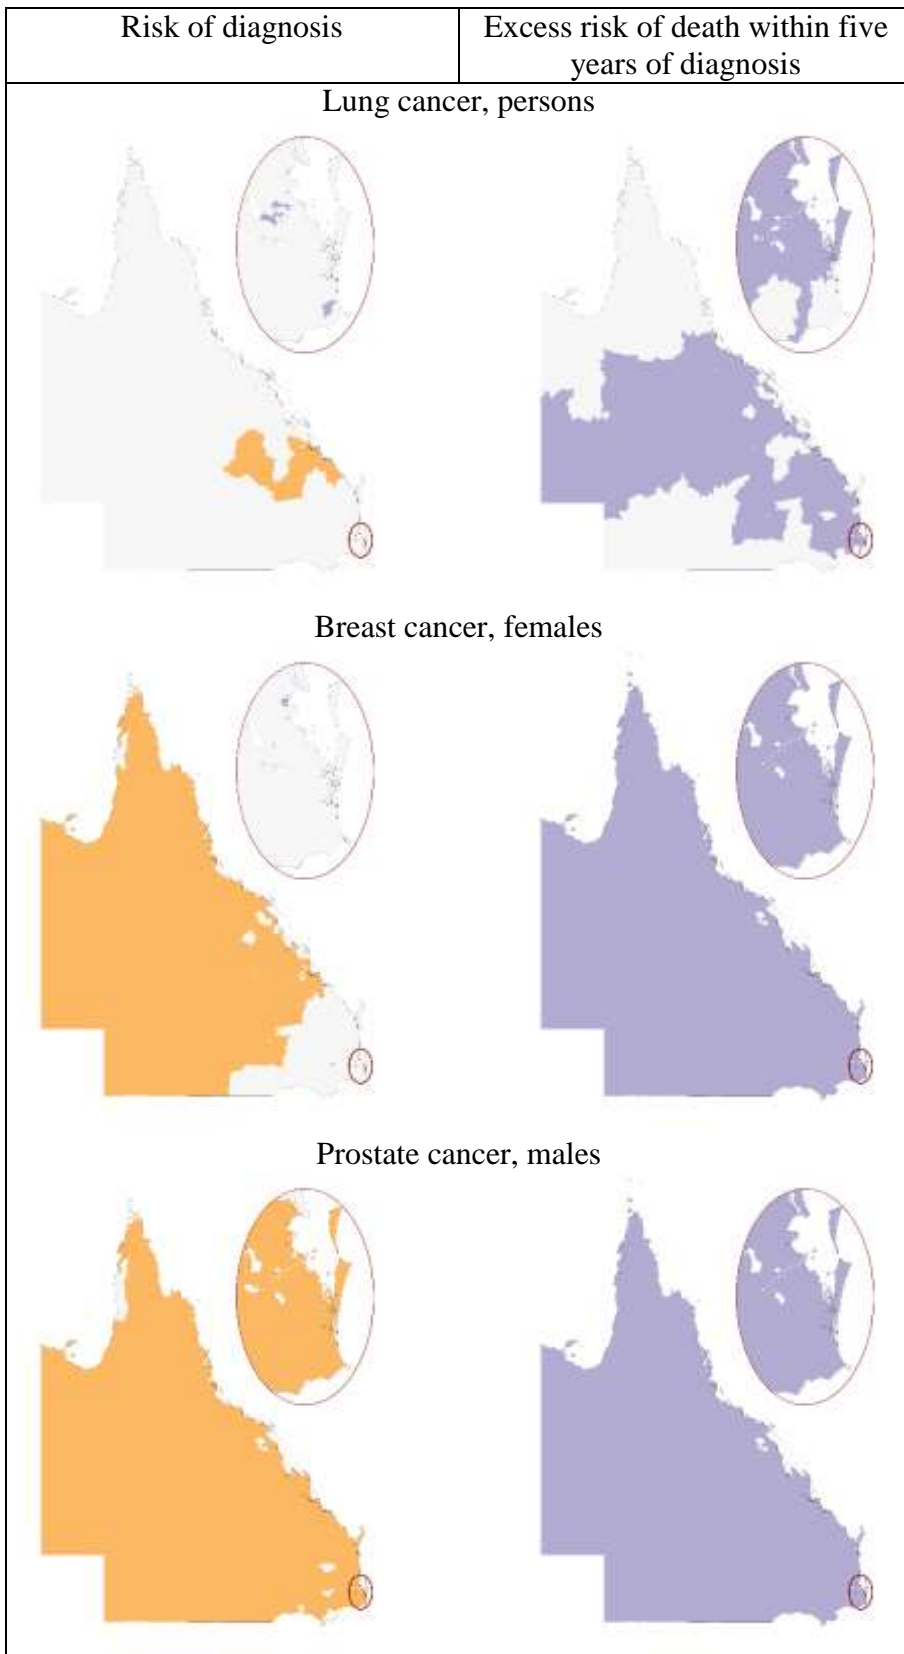 Risk of diagnosis
Excess risk of death within five
years of diagnosis
Lung cancer, persons
Breast cancer, females
Prostate cancer, males